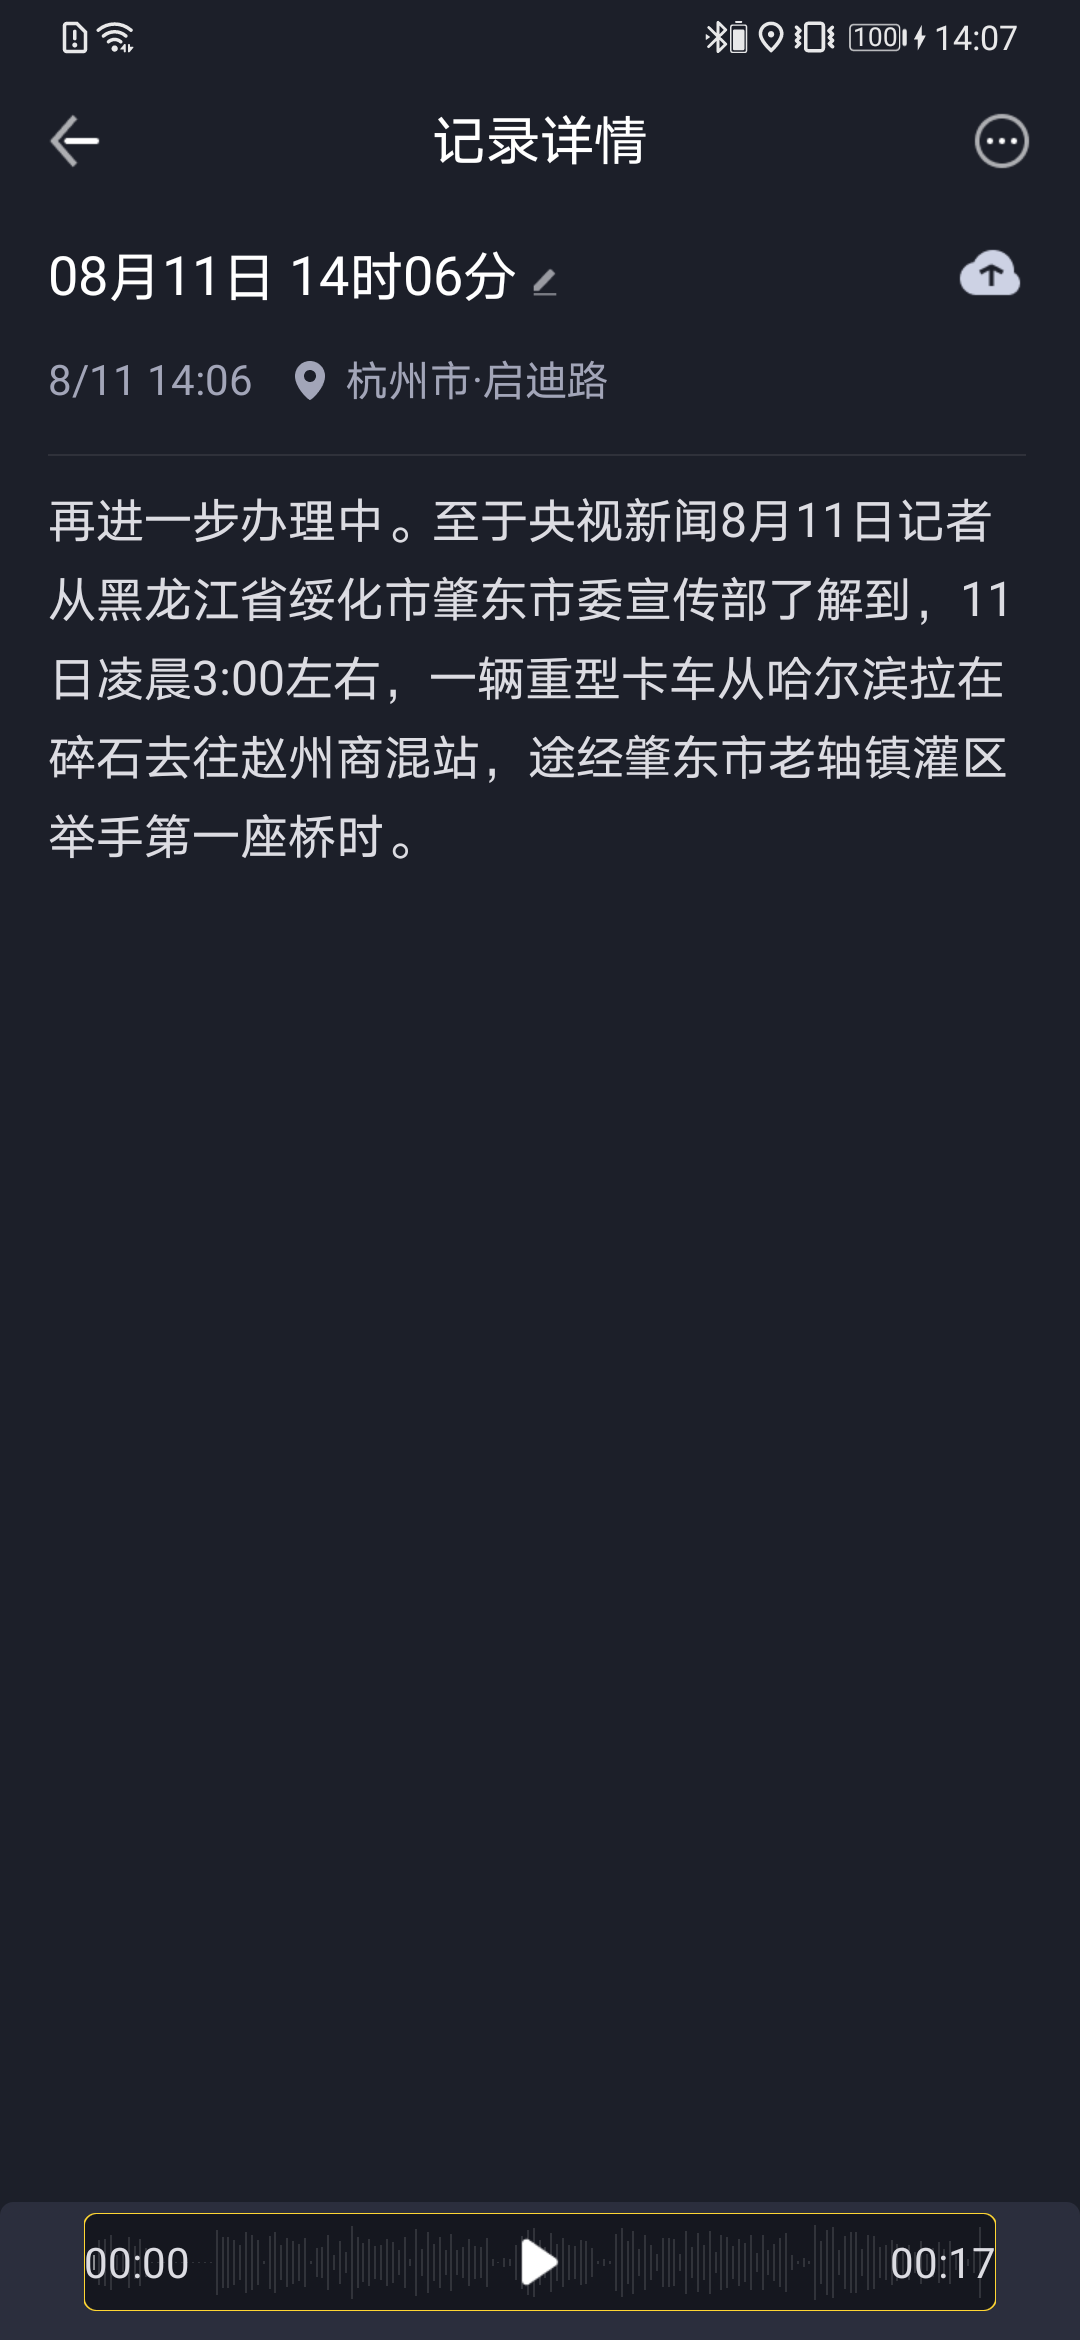 100 14:07
记录详情
08月11日 14时06分
8/11 14:06 杭州市·启迪路
再进一步办理中。至于央视新闻8月11日记者
从黑龙江省绥化市肇东市委宣传部了解到，11
日凌晨3:00左右，一辆重型卡车从哈尔滨拉在
碎石去往赵州商混站，途经肇东市老轴镇灌区
举手第一座桥时。
00:00 00:17